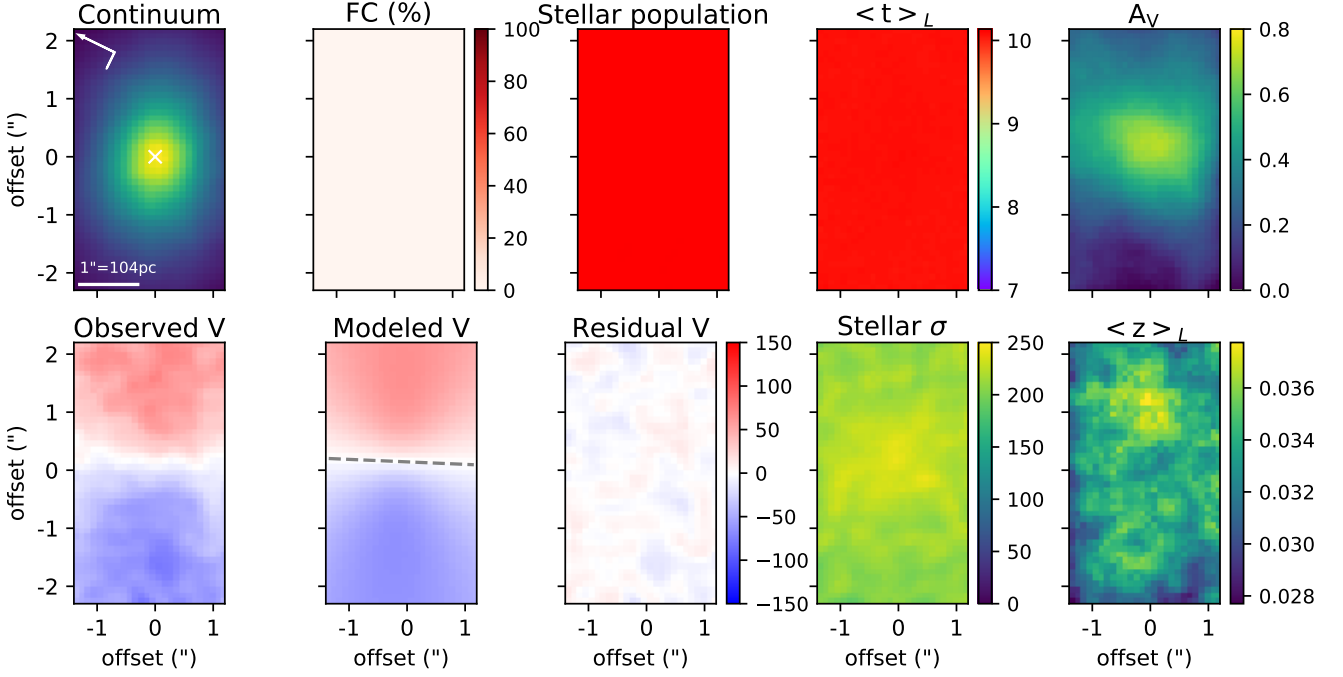 Continuum
FC (%)
Stellar population
< t >L
AV
2
1
0
-1
-2
offset (")
1"=104pc
100
80
60
40
20
0
10
9
8
7
0.8
0.6
0.4
0.2
0.0
Observed V
Modeled V
Residual V
Stellar σ
< z >L
2
1
0
-1
-2
offset (")
150
100
50
0
−50
−100
−150
250
200
150
100
50
0
0.036
0.034
0.032
0.030
0.028
-1 0 1
-1 0 1
-1 0 1
-1 0 1
-1 0 1
offset (")
offset (")
offset (")
offset (")
offset (")